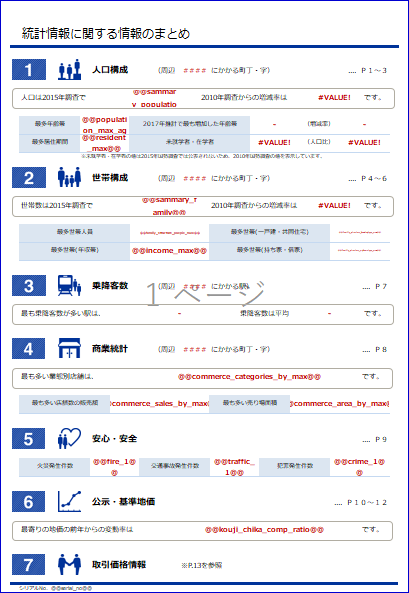 統計情報に関する情報のまとめ
1 人口構成 （周辺 #### にかかる町丁・字） .... P１～３
人口は2015年調査で @@summary_populatio 2010年調査からの増減率は #VALUE! です。
最多年齢帯 @@population_max_ag 2017年推計で最も増加した年齢帯 - （増減率） -
最多居住期間 @@resident_max@@ 未就学者・在学者 #VALUE! （人口比） #VALUE!
2 世帯構成 （周辺 #### にかかる町丁・字） .... P４～６
世帯数は2015年調査で @@summary_family@@ 2010年調査からの増減率は #VALUE! です。
最多世帯人員 最多世帯(一戸建・共同住宅)
最多世帯(年収帯) @@income_max@@ 最多世帯(持ち家・借家)
3 乗降客数 （周辺 #### にかかる駅 .... P７
1 ページ
最も乗降客数が多い駅は、 - 乗降客数は平均 - です。
4 商業統計 （周辺 #### にかかる町丁・字） .... P８
最も多い業態別店舗は、 @@commerce_categories_by_max@@ です。
最も多い店舗数の販売額 commerce_sales_by_max 最も多い売り場面積 @commerce_area_by_max@
5 安心・安全 .... P９
火災発生件数 @@fire_1@@ 交通事故発生件数 @@traffic_1@@ 犯罪発生件数 @@crime_1@@
6 公示・基準地価 .... P１０～１２
最寄りの地価の前年からの変動率は @@kouji_chika_comp_ratio@@ です。
7 取引価格情報 ※P.13を参照
シリアルNo. @@serial_no@@